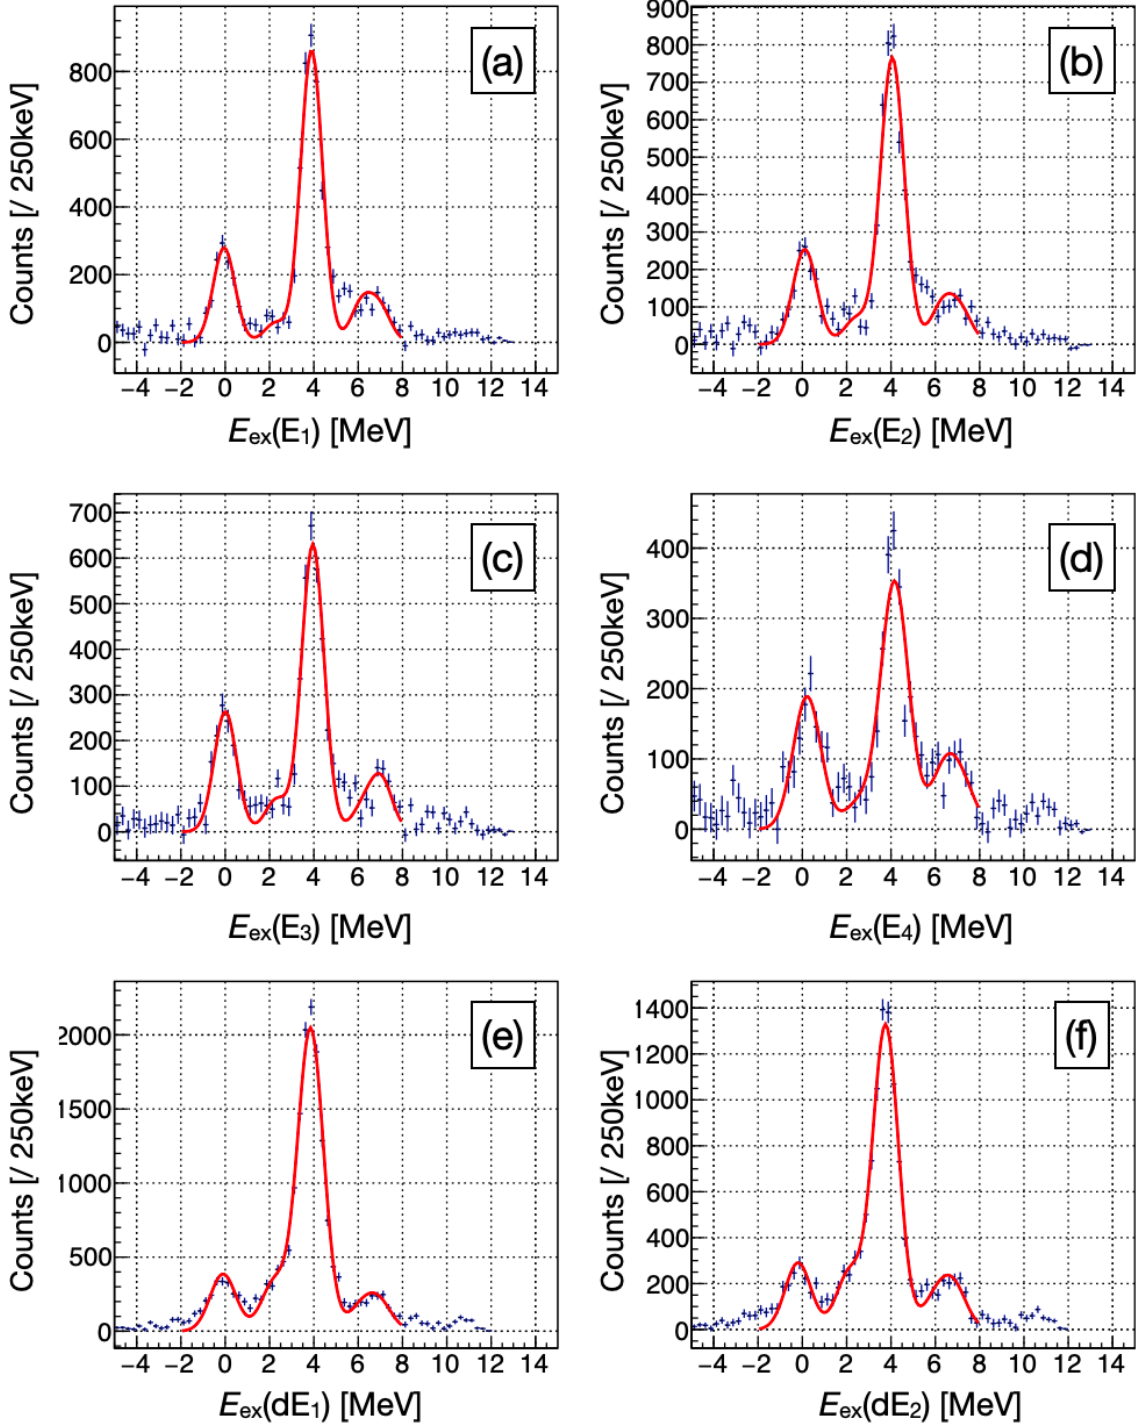 (a)
Counts [/ 250keV]
800
600
400
200
0
−4 −2 0 2 4 6 8 10 12 14
Eex(E1) [MeV]
(b)
Counts [/ 250keV]
900
800
700
600
500
400
300
200
100
0
−4 −2 0 2 4 6 8 10 12 14
Eex(E2) [MeV]
(c)
Counts [/ 250keV]
700
600
500
400
300
200
100
0
−4 −2 0 2 4 6 8 10 12 14
Eex(E3) [MeV]
(d)
Counts [/ 250keV]
400
300
200
100
0
−4 −2 0 2 4 6 8 10 12 14
Eex(E4) [MeV]
(e)
Counts [/ 250keV]
2000
1500
1000
500
0
−4 −2 0 2 4 6 8 10 12 14
Eex(dE1) [MeV]
(f)
Counts [/ 250keV]
1400
1200
1000
800
600
400
200
0
−4 −2 0 2 4 6 8 10 12 14
Eex(dE2) [MeV]